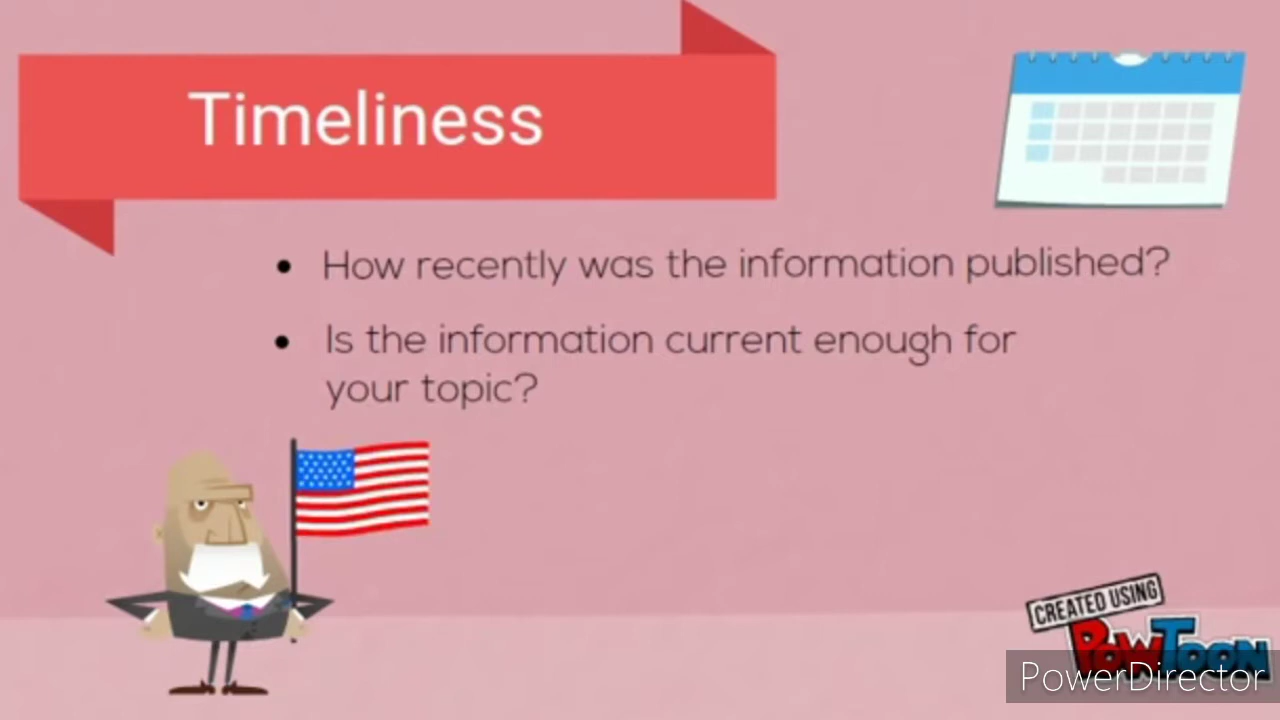 Timeliness
How recently was the information published?
Is the information current enough for
your topic?
CREATED USING
POWTOON
PowerDirector